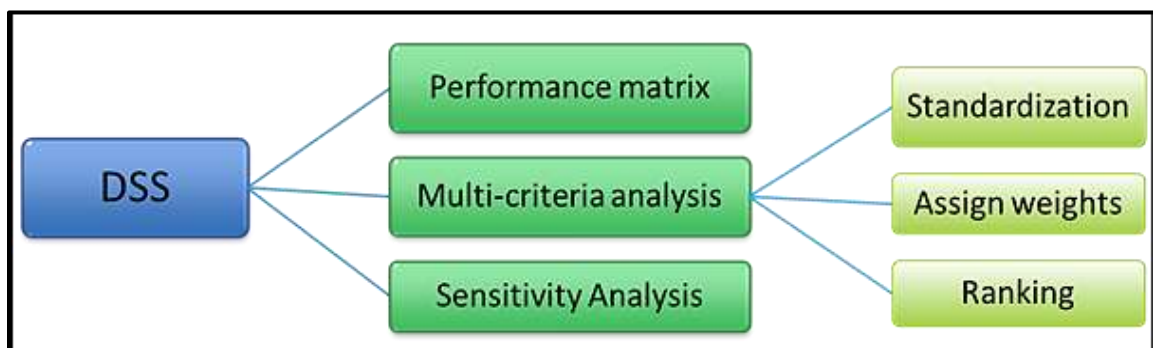 DSS
Performance matrix
Multi-criteria analysis
Sensitivity Analysis
Standardization
Assign weights
Ranking